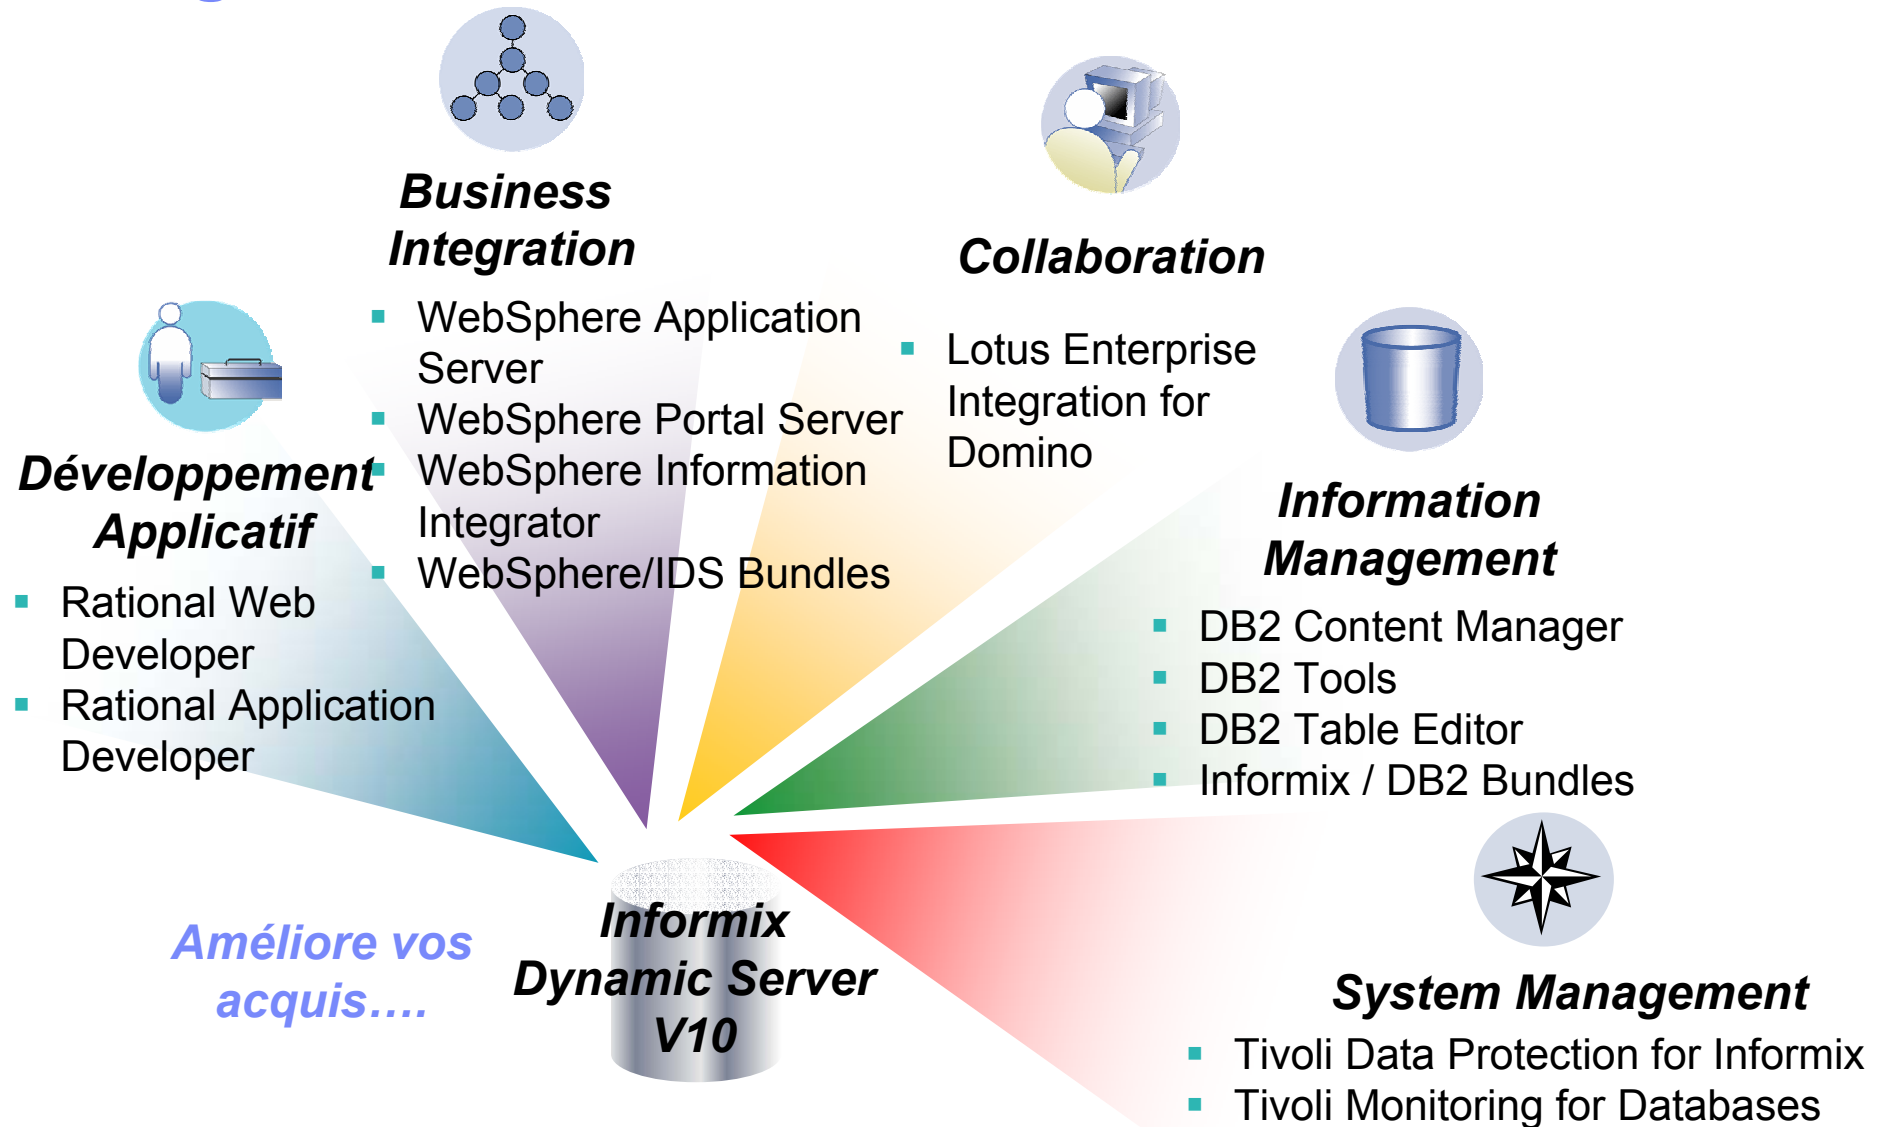 Business
Integration
WebSphere Application
Server
WebSphere Portal Server
WebSphere Information
Integrator
WebSphere/IDS Bundles
Collaboration
Lotus Enterprise
Integration for
Domino
Développement
Applicatif
Rational Web
Developer
Rational Application
Developer
Information
Management
DB2 Content Manager
DB2 Tools
DB2 Table Editor
Informix / DB2 Bundles
Améliore vos
acquis….
Informix
Dynamic Server
V10
System Management
Tivoli Data Protection for Informix
Tivoli Monitoring for Databases